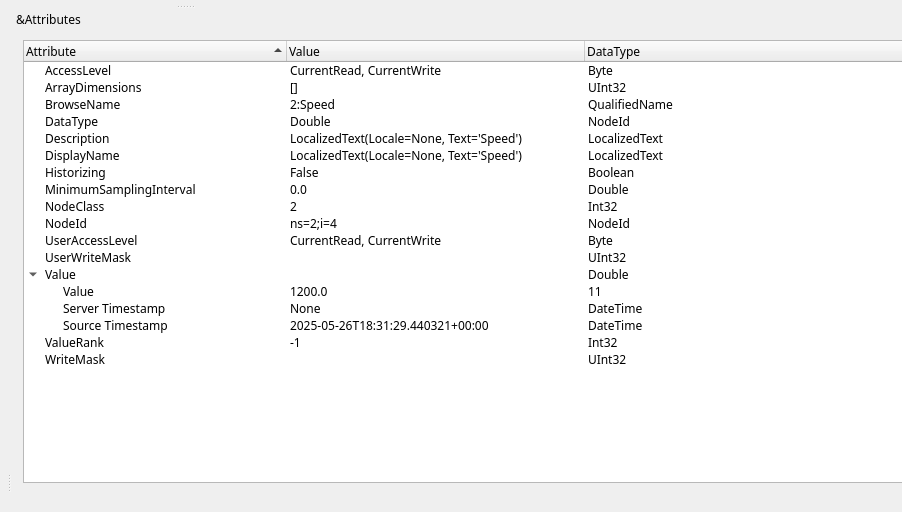 &Attributes
Attribute Value DataType
AccessLevel CurrentRead, CurrentWrite Byte
ArrayDimensions [] UInt32
BrowseName 2:Speed QualifiedName
DataType Double NodeId
Description LocalizedText(Locale=None, Text='Speed') LocalizedText
DisplayName LocalizedText(Locale=None, Text='Speed') LocalizedText
Historizing False Boolean
MinimumSamplingInterval 0.0 Double
NodeClass 2 Int32
NodeId ns=2;i=4 NodeId
UserAccessLevel CurrentRead, CurrentWrite Byte
UserWriteMask UInt32
Value Double
Value 1200.0 11
Server Timestamp None DateTime
Source Timestamp 2025-05-26T18:31:29.440321+00:00 DateTime
ValueRank -1 Int32
WriteMask UInt32